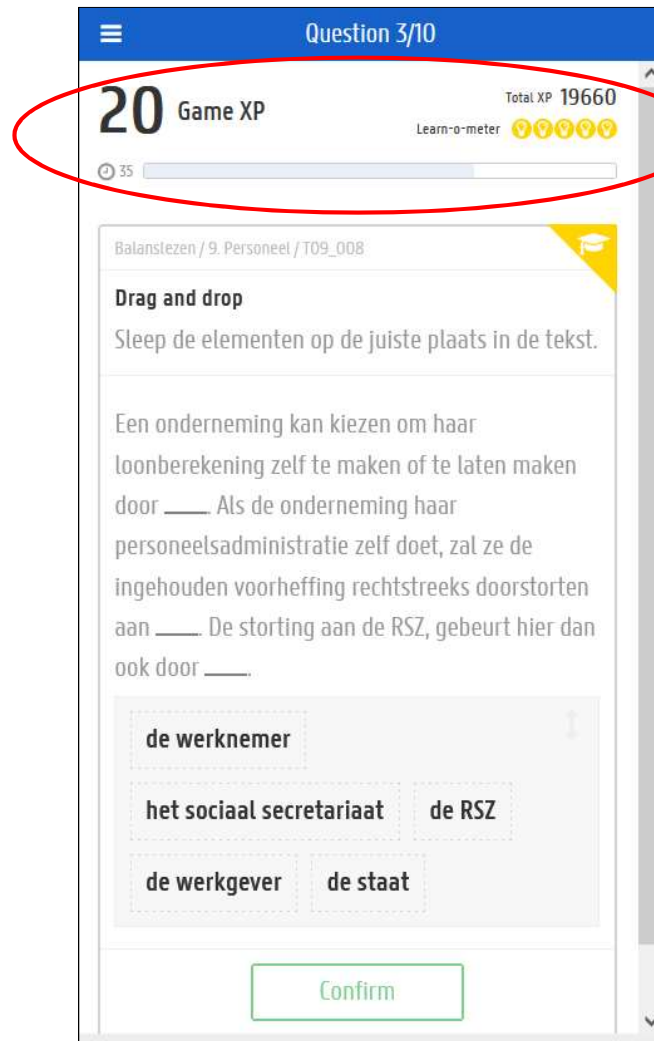 Question 3/10
20 Game XP
Total XP 19660
Learn-o-meter
35
Balanslezen / 9. Personeel / T09_008
Drag and drop
Sleep de elementen op de juiste plaats in de tekst.
Een onderneming kan kiezen om haar
loonberekening zelf te maken of te laten maken
door ____. Als de onderneming haar
personeelsadministratie zelf doet, zal ze de
ingehouden voorheffing rechtstreeks doorstorten
aan ____. De storting aan de RSZ, gebeurt hier dan
ook door ____.
de werknemer
het sociaal secretariaat de RSZ
de werkgever de staat
Confirm